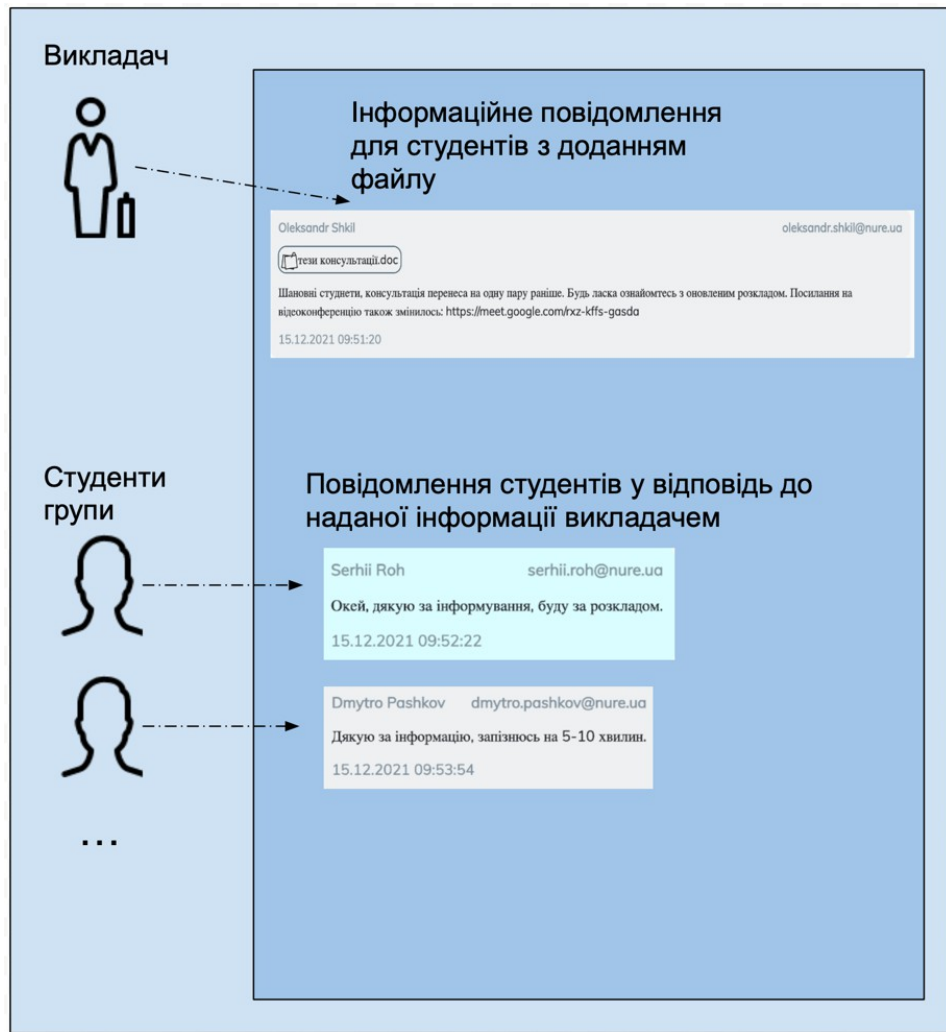 Викладач
Інформаційне повідомлення
для студентів з доданням
файлу
Oleksandr Shkil oleksandr.shkil@nure.ua
тези консультації.doc
Шановні студнети, консультація перенеса на одну пару раніше. Будь ласка ознайомтесь з оновленим розкладом. Посилання на
відеоконференцію також змінилось: https://meet.google.com/rxz-kffs-gasda
15.12.2021 09:51:20
Студенти
групи
Повідомлення студентів у відповідь до
наданої інформації викладачем
Serhii Roh serhii.roh@nure.ua
Окей, дякую за інформування, буду за розкладом.
15.12.2021 09:52:22
Dmytro Pashkov dmytro.pashkov@nure.ua
Дякую за інформацію, запізнюсь на 5-10 хвилин.
15.12.2021 09:53:54
...